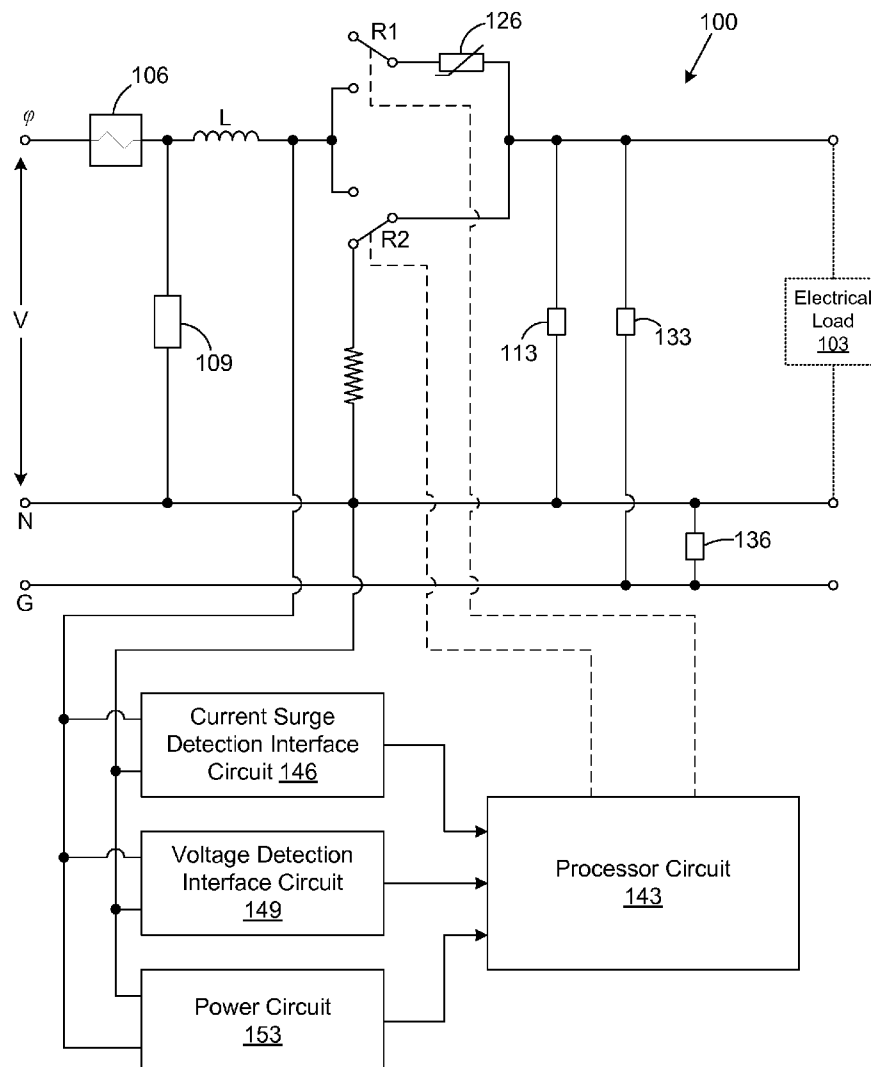 R1
126
100
106
φ
L
R2
V
109
113
133
Electrical
Load
103
N
136
G
Current Surge
Detection Interface
Circuit 146
Voltage Detection
Interface Circuit
149
Processor Circuit
143
Power Circuit
153